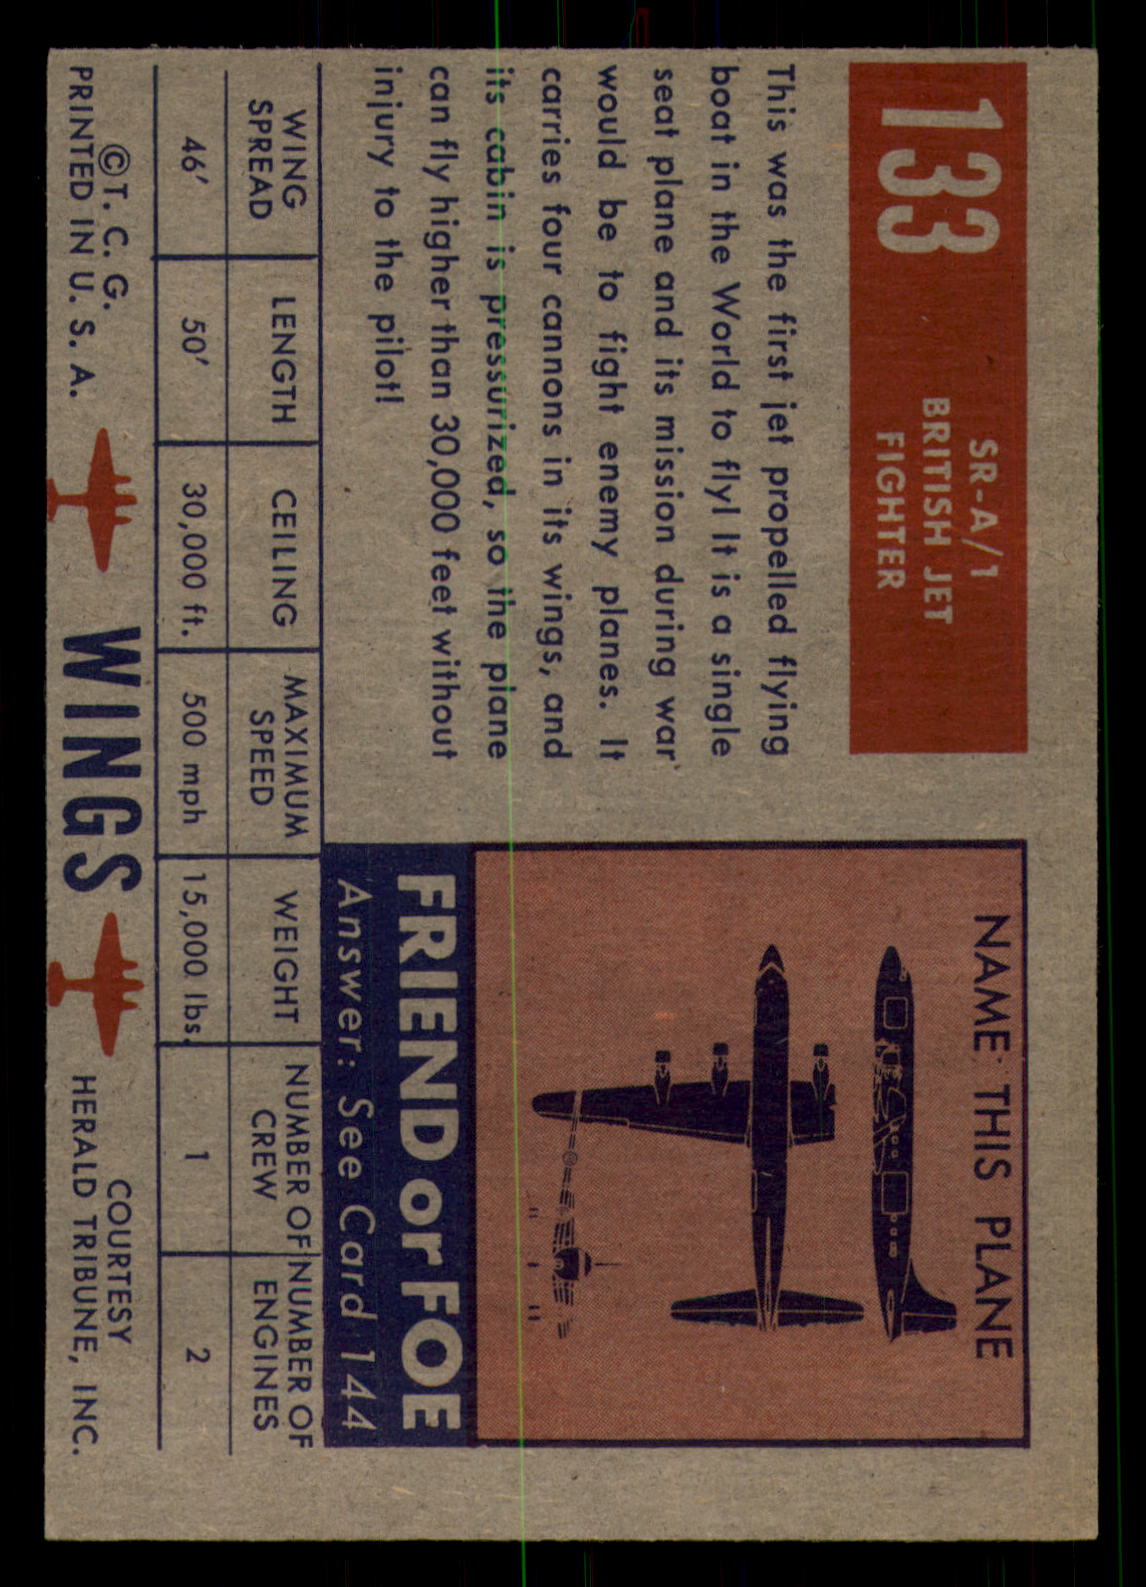 133
SR-A/1
BRITISH JET
FIGHTER
This was the first jet propelled flying
boat in the World to fly! It is a single
seat plane and its mission during war
would be to fight enemy planes. It
carries four cannons in its wings, and
its cabin is pressurized, so the plane
can fly higher than 30,000 feet without
injury to the pilot!
NAME THIS PLANE
FRIEND or FOE
Answer: See Card 144
WING SPREAD LENGTH CEILING MAXIMUM SPEED WEIGHT NUMBER OF CREW NUMBER OF ENGINES
46' 50' 30,000 ft. 500 mph 15,000 lbs. 1 2
©T. C. G.
PRINTED IN U. S. A.
WINGS
COURTESY
HERALD TRIBUNE, INC.